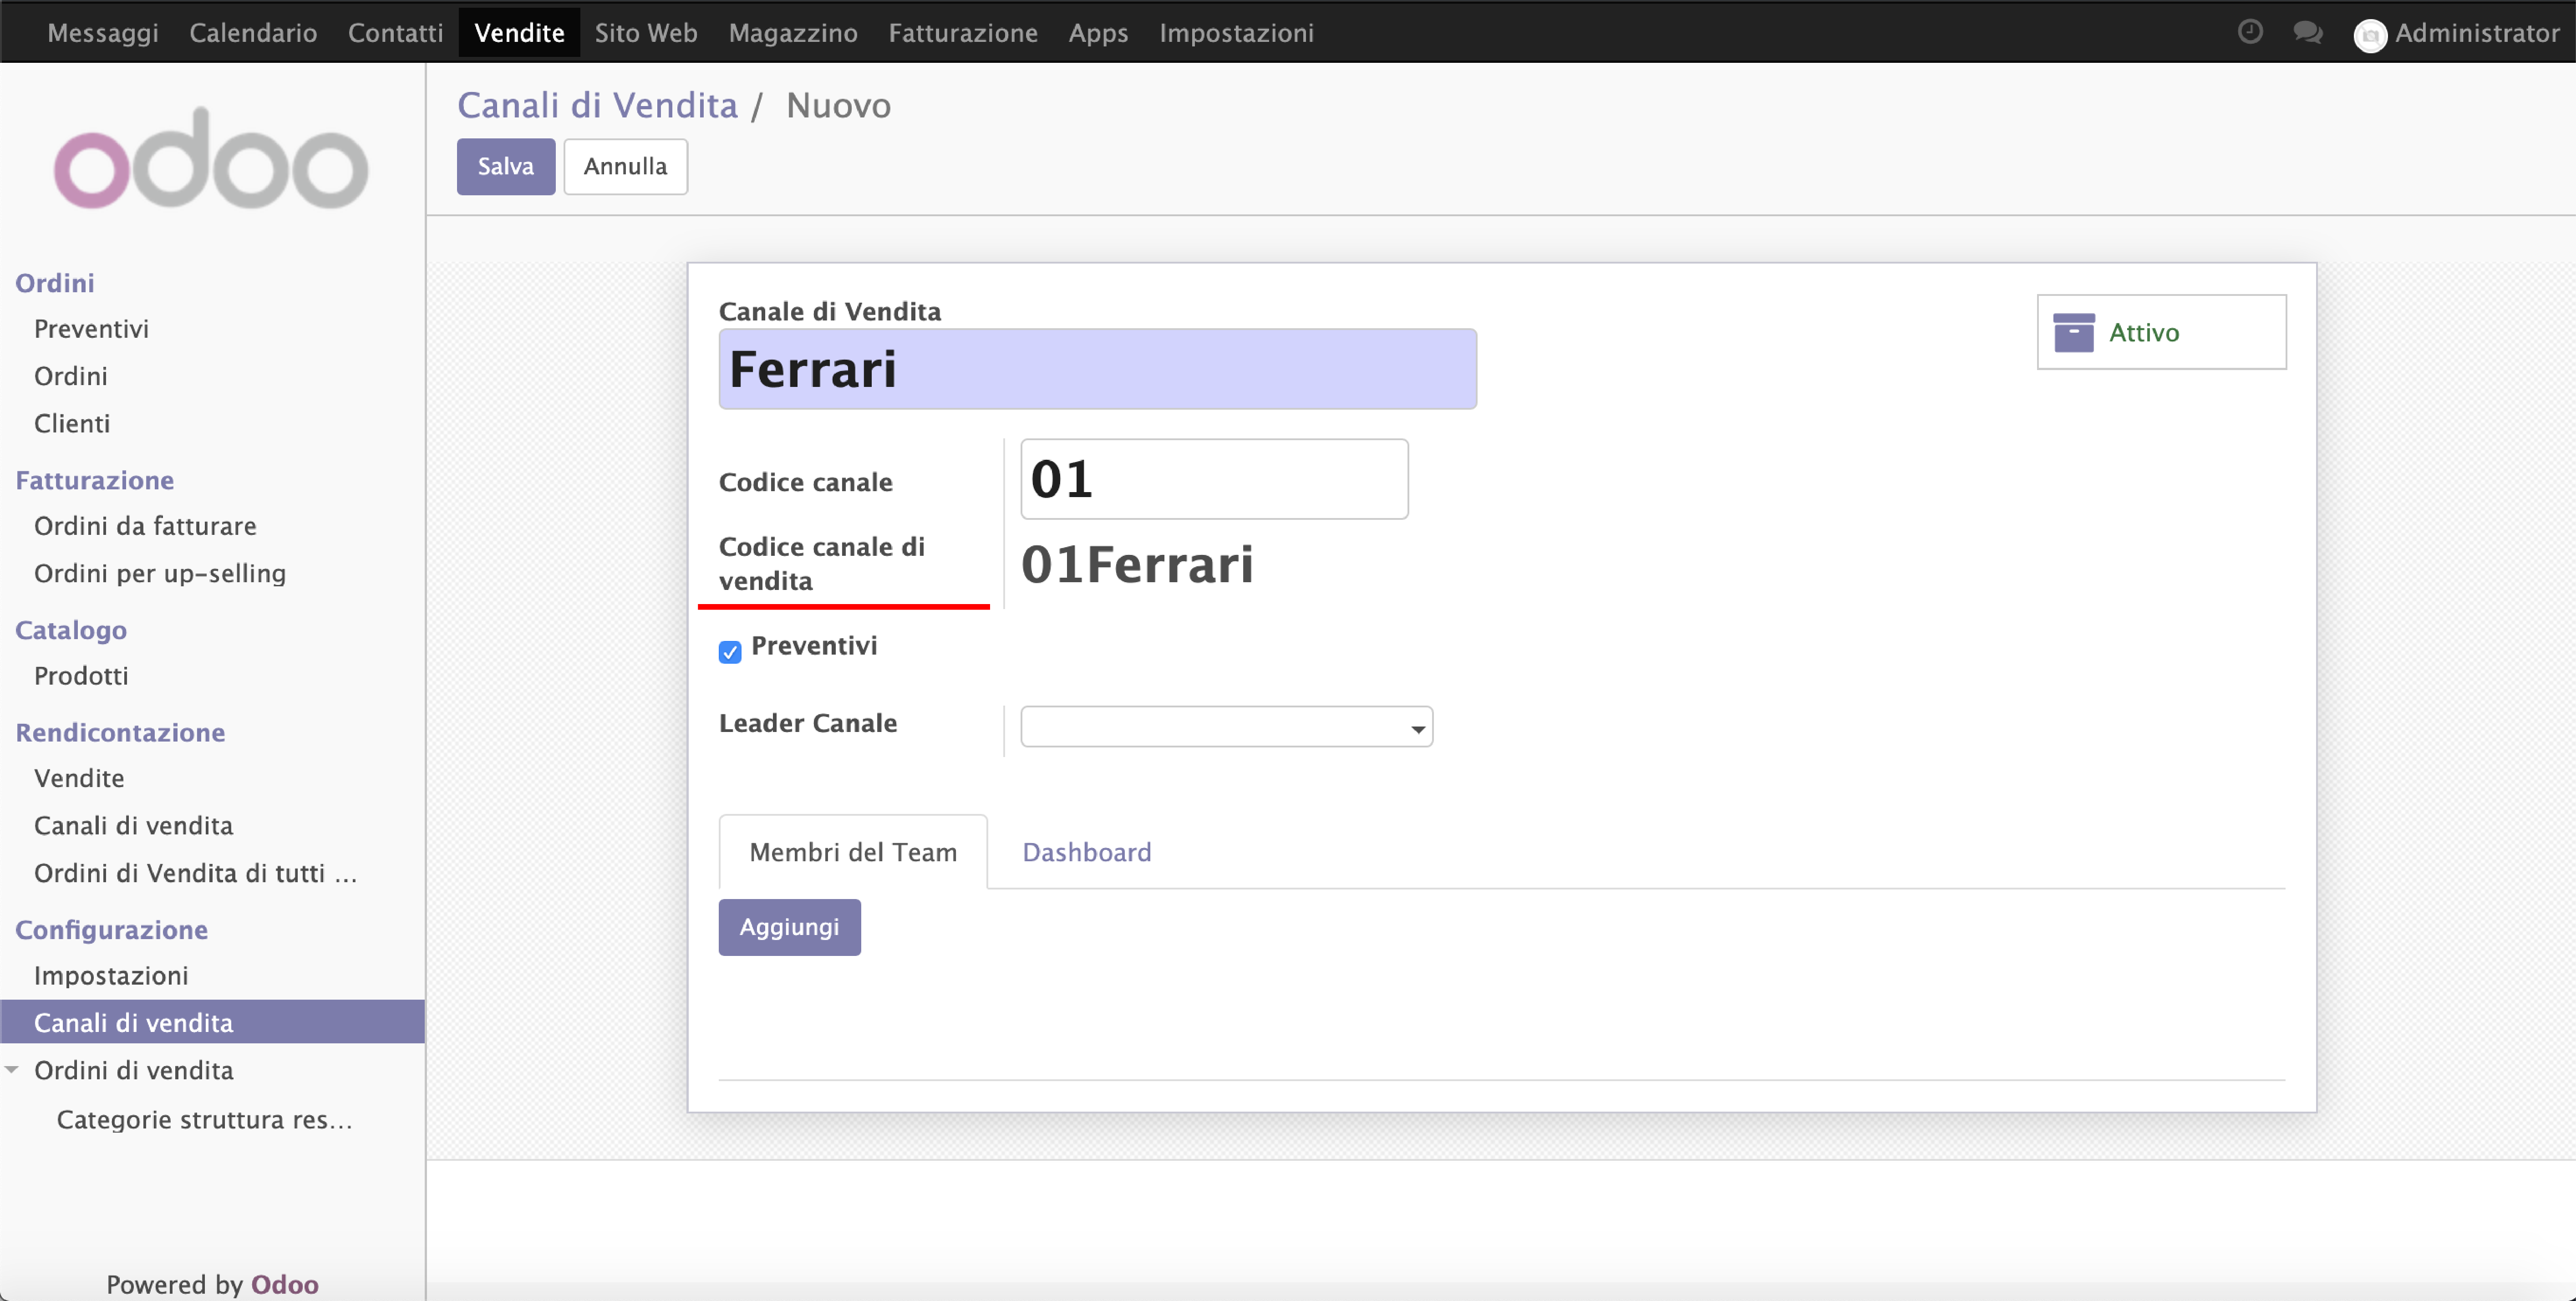 Messaggi Calendario Contatti Vendite Sito Web Magazzino Fatturazione Apps Impostazioni Administrator
odoo
Ordini
Preventivi
Ordini
Clienti
Fatturazione
Ordini da fatturare
Ordini per up-selling
Catalogo
Prodotti
Rendicontazione
Vendite
Canali di vendita
Ordini di Vendita di tutti ...
Configurazione
Impostazioni
Canali di vendita
Ordini di vendita
Categorie struttura res...
Powered by Odoo
Canali di Vendita / Nuovo
Salva Annulla
Canale di Vendita
Ferrari
Attivo
Codice canale
01
Codice canale di
vendita
01Ferrari
Preventivi
Leader Canale
Membri del Team Dashboard
Aggiungi